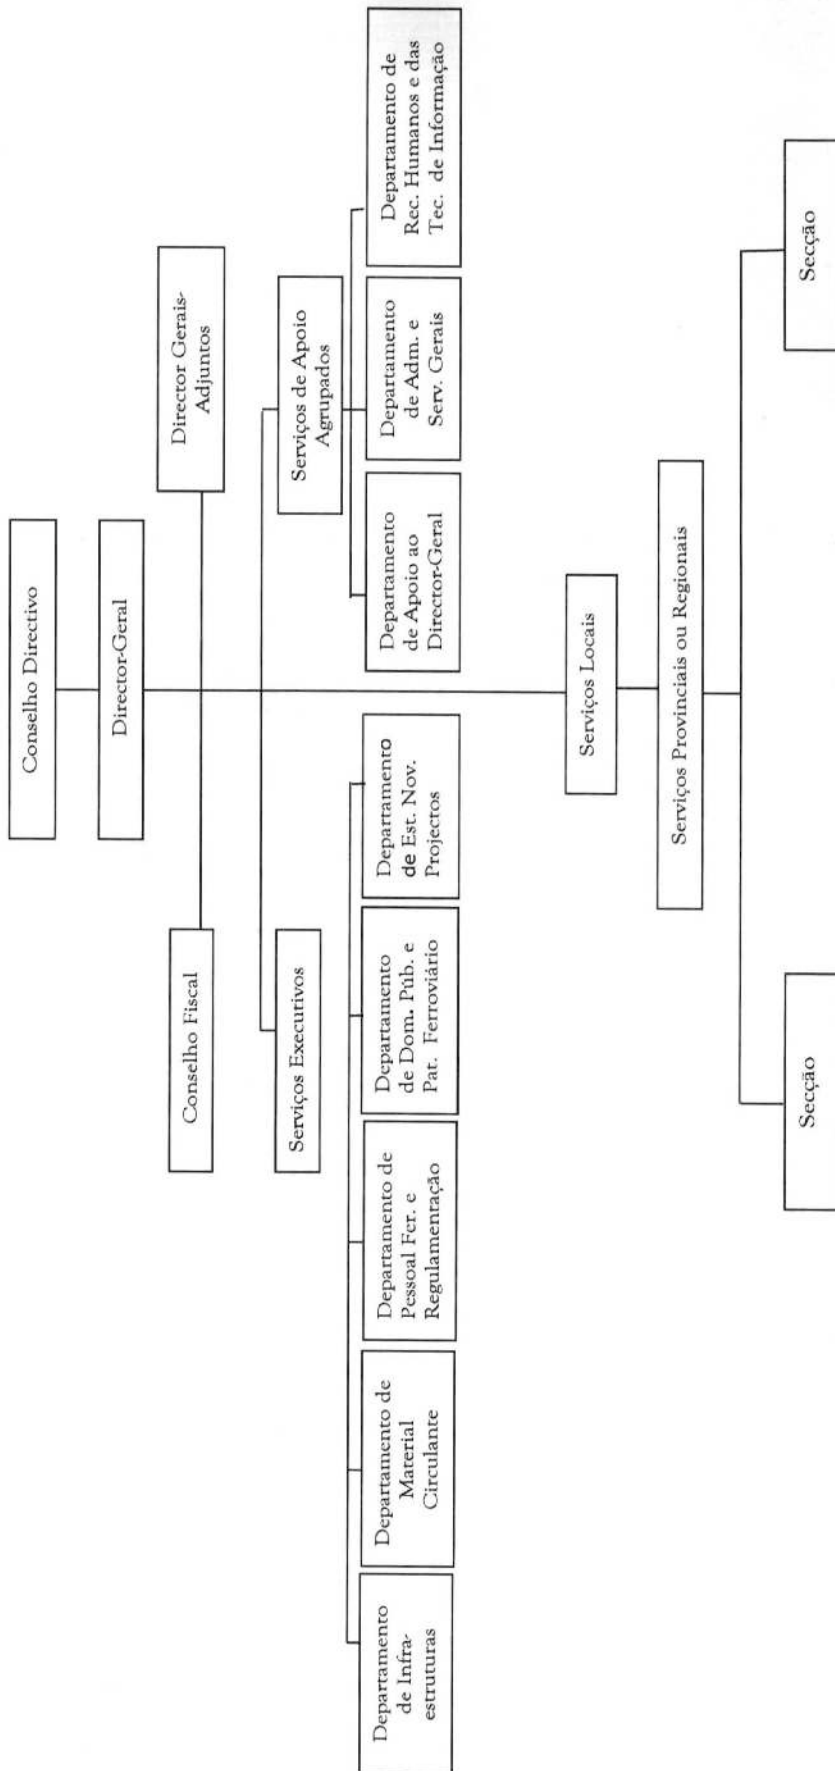 Conselho Directivo
Director-Geral
Conselho Fiscal
Director Gerais-
Adjuntos
Serviços Executivos
Serviços de Apoio
Agrupados
Departamento
de Infra-
estruturas
Departamento de
Material
Circulante
Departamento de
Pessoal Fer. e
Regulamentação
Departamento
de Dom. Púb. e
Pat. Ferroviário
Departamento
de Est. Nov.
Projectos
Departamento
de Apoio ao
Director-Geral
Departamento
de Adm. e
Serv. Gerais
Departamento de
Rec. Humanos e das
Tec. de Informação
Serviços Locais
Serviços Provinciais ou Regionais
Secção
Secção